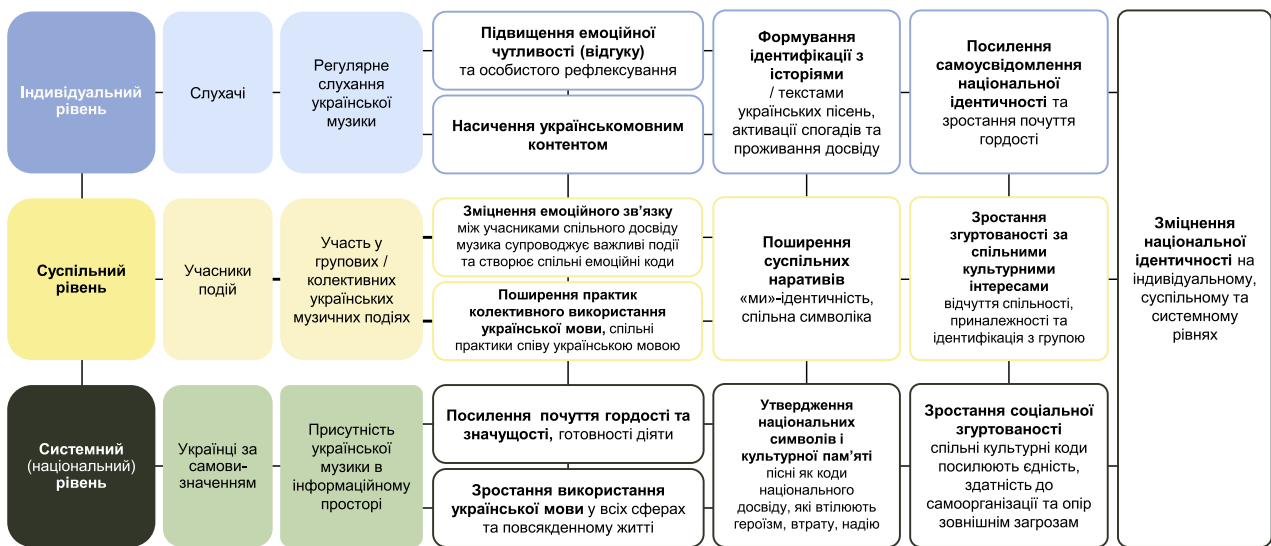 Індивідуальний
рівень
Слухачі
Регулярне
слухання
української
музики
Підвищення емоційної
чутливості (відгуку)
та особистого рефлексування
Насичення українськомовним
контентом
Формування
ідентифікації з
історіями
/ текстами
українських пісень,
активації спогадів та
проживання досвіду
Посилення
самоусвідомлення
національної
ідентичності та
зростання почуття
гордості
Суспільний
рівень
Учасники
подій
Участь у
групових /
колективних
українських
музичних подіях
Зміцнення емоційного зв’язку
між учасниками спільного досвіду
музика супроводжує важливі події
та створює спільні емоційні коди
Поширення практик
колективного використання
української мови, спільні
практики співу українською мовою
Поширення
суспільних
наративів
«ми»-ідентичність,
спільна символіка
Зростання
згуртованості за
спільними
культурними
інтересами
відчуття спільності,
приналежності та
ідентифікація з групою
Системний
(національний)
рівень
Українці за
самови-
значенням
Присутність
української
музики в
інформаційному
просторі
Посилення почуття гордості та
значущості, готовності діяти
Зростання використання
української мови у всіх сферах
та повсякденному житті
Утвердження
національних
символів і
культурної пам’яті
пісні як коди
національного
досвіду, які втілюють
героїзм, втрату, надію
Зростання соціальної
згуртованості
спільні культурні коди
посилюють єдність,
здатність до
самоорганізації та опір
зовнішнім загрозам
Зміцнення
національної
ідентичності на
індивідуальному,
суспільному та
системному
рівнях